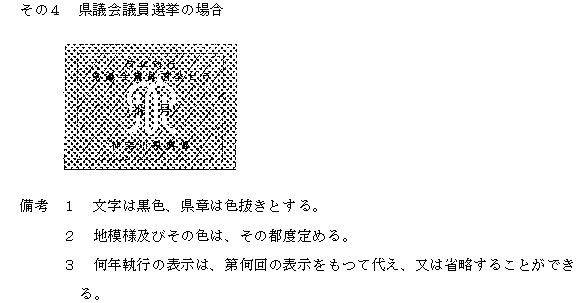 その４　県議会議員選挙の場合
備考　１　文字は黒色、県章は色抜きとする。
２　地模様及びその色は、その都度定める。
３　何年執行の表示は、第何回の表示をもつて代え、又は省略することができ
る。